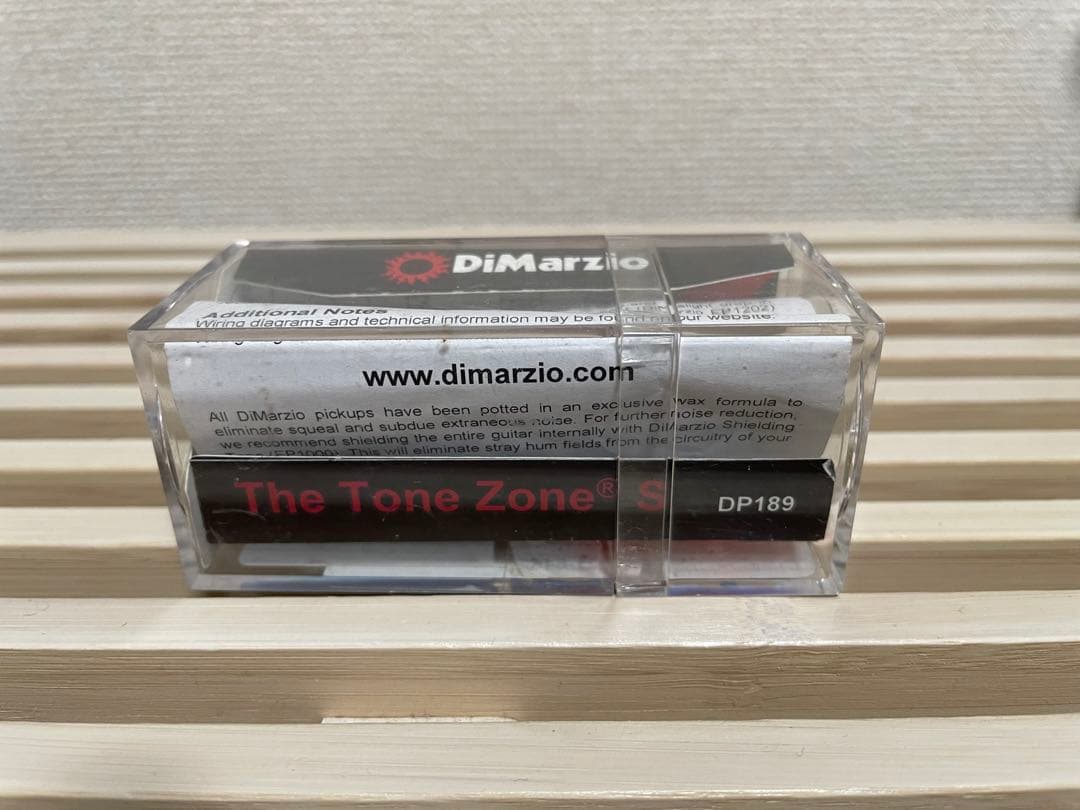 DiMarzio
Additional Notes
Wiring diagrams and technical information may be found on our website.
EP1202)
www.dimarzio.com
All DiMarzio pickups have been potted in an exclusive wax formula to
eliminate squeal and subdue extraneous noise. For further noise reduction,
we recommend shielding the entire guitar internally with DiMarzio Shielding
(EP1000). This will eliminate stray hum fields from the circuitry of your
The Tone Zone® S
DP189